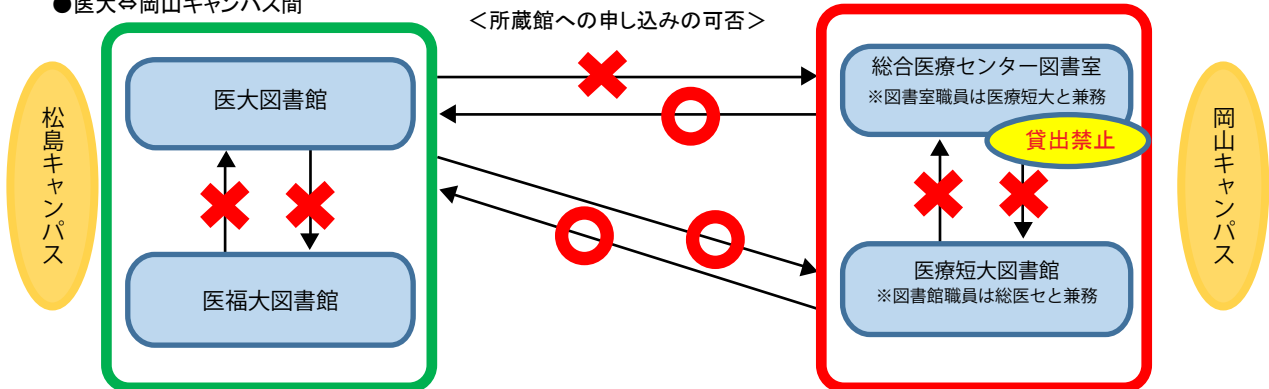 ●医大⇔岡山キャンパス間
＜所蔵館への申し込みの可否＞
松島キャンパス
医大図書館
医福大図書館
総合医療センター図書室
※図書室職員は医療短大と兼務
貸出禁止
医療短大図書館
※図書館職員は総医セと兼務
岡山キャンパス